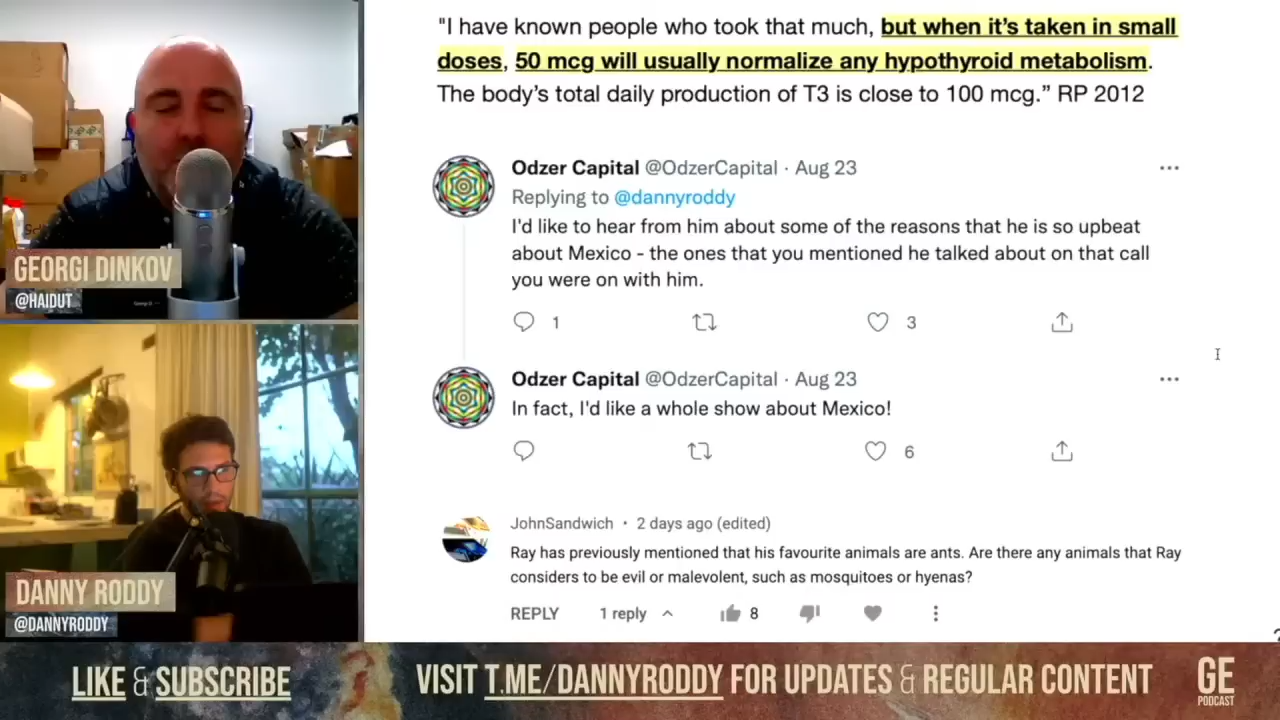 "I have known people who took that much, but when it's taken in small
doses, 50 mcg will usually normalize any hypothyroid metabolism.
The body's total daily production of T3 is close to 100 mcg.” RP 2012
Odzer Capital @OdzerCapital · Aug 23
Replying to @dannyroddy
I'd like to hear from him about some of the reasons that he is so upbeat
about Mexico - the ones that you mentioned he talked about on that call
you were on with him.
1
3
Odzer Capital @OdzerCapital · Aug 23
In fact, I'd like a whole show about Mexico!
6
JohnSandwich • 2 days ago (edited)
Ray has previously mentioned that his favourite animals are ants. Are there any animals that Ray
considers to be evil or malevolent, such as mosquitoes or hyenas?
REPLY
1 reply
8
GEORGI DINKOV
@HAIDUT
DANNY RODDY
@DANNYRODDY
LIKE & SUBSCRIBE
VISIT T.ME/DANNYRODDY FOR UPDATES & REGULAR CONTENT
GE
PODCAST